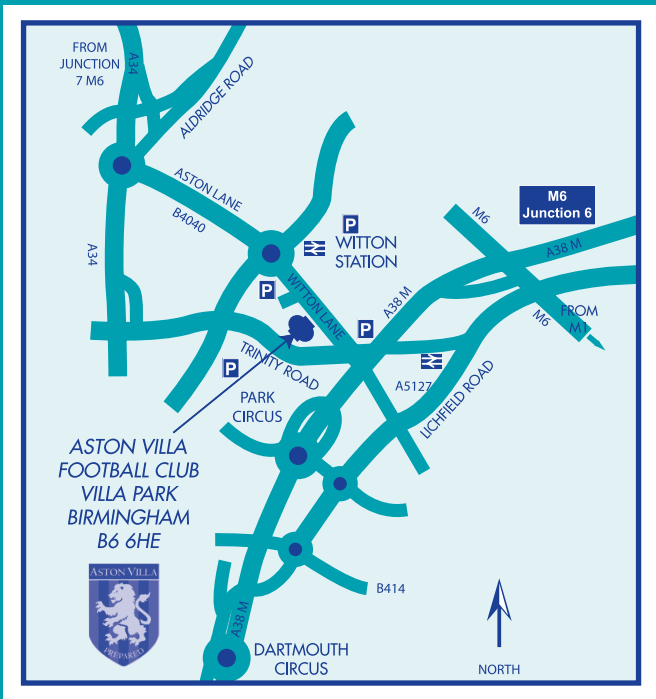 FROM
JUNCTION
7 M6
A34
ALDRIDGE ROAD
ASTON LANE
B4040
A34
P
WITTON
STATION
M6
Junction 6
M6
A38 M
P
WITTON LANE
A38 M
P
M6
FROM
M1
P
TRINITY ROAD
A5127
LICHFIELD ROAD
PARK
CIRCUS
ASTON VILLA
FOOTBALL CLUB
VILLA PARK
BIRMINGHAM
B6 6HE
ASTON VILLA
PREPARED
B414
A38 M
DARTMOUTH
CIRCUS
NORTH